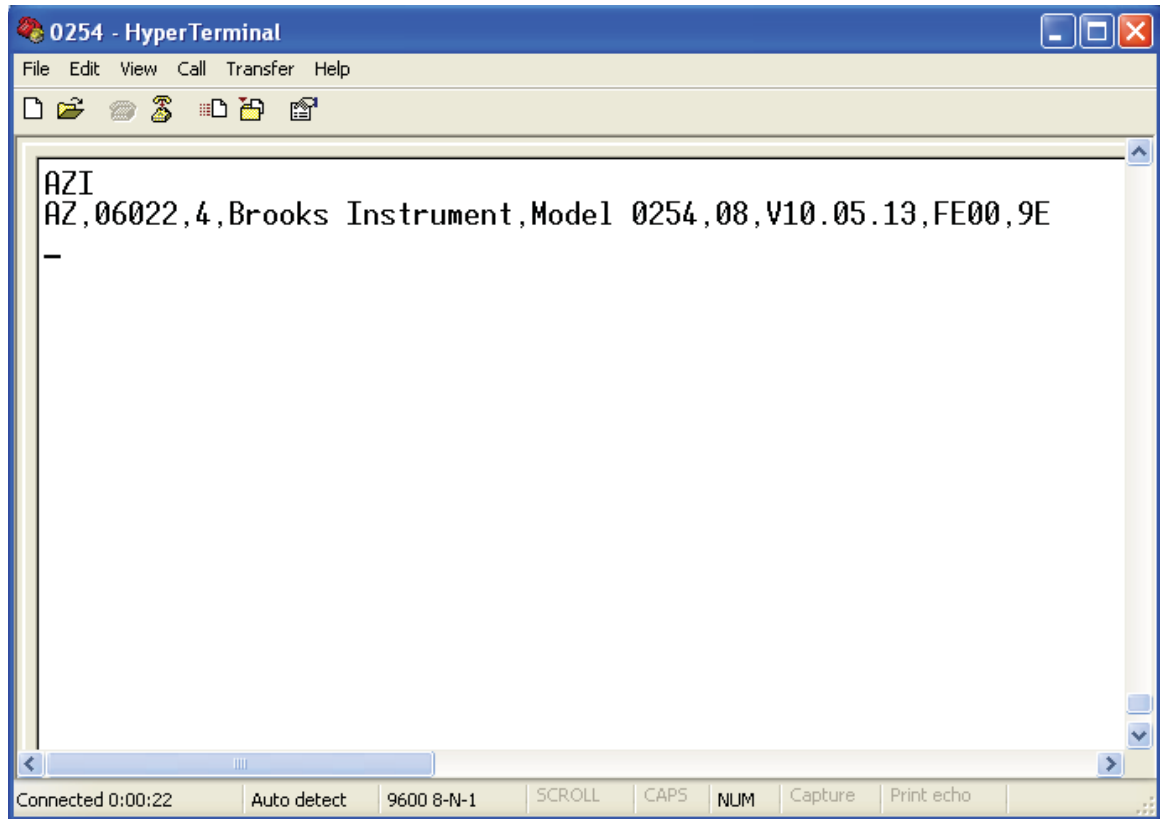 0254 - HyperTerminal
File Edit View Call Transfer Help
AZI
AZ,06022,4,Brooks Instrument,Model 0254,08,V10.05.13,FE00,9E
_
Connected 0:00:22 Auto detect 9600 8-N-1 SCROLL CAPS NUM Capture Print echo